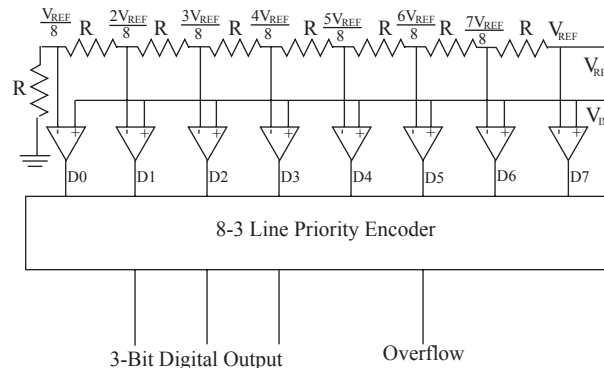 V_REF/8 R 2V_REF/8 R 3V_REF/8 R 4V_REF/8 R 5V_REF/8 R 6V_REF/8 R 7V_REF/8 R V_REF
R
- + - + - + - + - + - + - + - +
D0 D1 D2 D3 D4 D5 D6 D7
8-3 Line Priority Encoder
3-Bit Digital Output Overflow